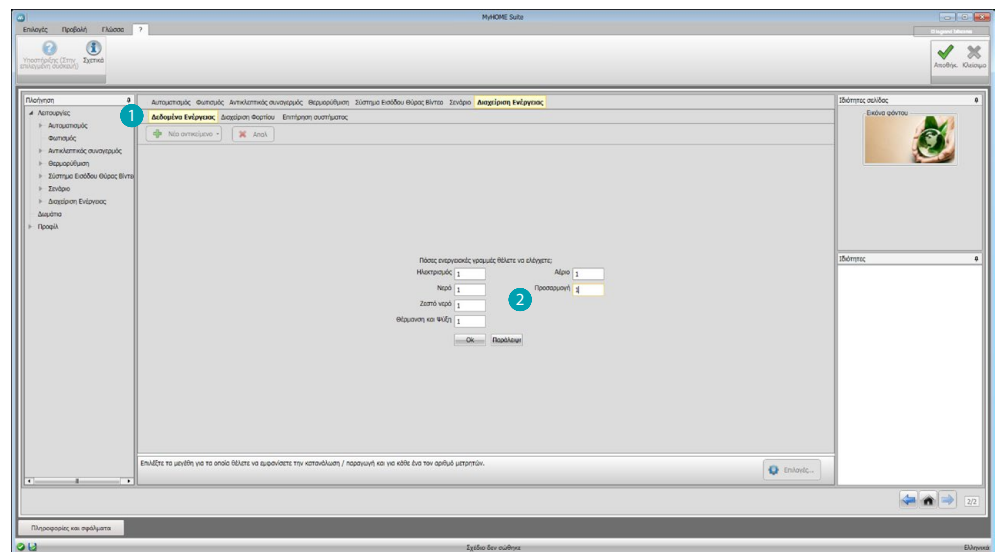 MyHOME Suite
Επιλογές Προβολή Γλώσσα ?
Υποστήριξης (Στην επιλεγμένη συσκευή)
Σχετικά
Αποθήκ. Κλείσιμο
Πλοήγηση
Λειτουργίες
Αυτοματισμός
Φωτισμός
Αντικλεπτικός συναγερμός
Θερμορύθμιση
Σύστημα Εισόδου Θύρας Βίντε
Σενάριο
Διαχείριση Ενέργειας
Δωμάτια
Προφίλ
1
Αυτοματισμός Φωτισμός Αντικλεπτικός συναγερμός Θερμορύθμιση Σύστημα Εισόδου Θύρας Βίντεο Σενάριο Διαχείριση Ενέργειας
Δεδομένα Ενέργειας Διαχείριση Φορτίου Επιτήρηση συστήματος
Νέο αντικείμενο Απαλ
Πόσες ενεργειακές γραμμές θέλετε να ελέγχετε;
Ηλεκτρισμός 1 Αέριο 1
Νερό 1 Προσαρμογή 1
Ζεστό νερό 1
Θέρμανση και Ψύξη 1
2
Ok Παράλειψ
Επιλέξτε τα μεγέθη για τα οποία θέλετε να εμφανίσετε την κατανάλωση / παραγωγή και για κάθε ένα τον αριθμό μετρητών.
Επιλογές...
Ιδιότητες σελίδας
Εικόνα φόντου
Ιδιότητες
2/2
Πληροφορίες και σφάλματα
Σχέδιο δεν σώθηκε
Ελληνικά